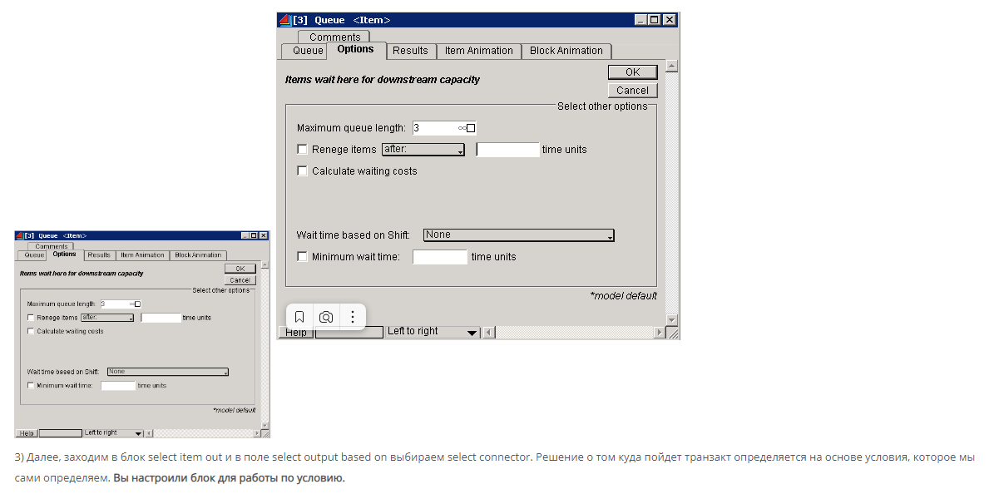 [3] Queue <Item>
Comments
Queue Options Results Item Animation Block Animation
OK
Items wait here for downstream capacity
Cancel
Select other options
Maximum queue length: 3 ∞
Renege items after: time units
Calculate waiting costs
Wait time based on Shift: None
Minimum wait time: time units
*model default
Help Left to right
[3] Queue <Item>
Comments
Queue Options Results Item Animation Block Animation
OK
Items wait here for downstream capacity
Cancel
Select other options
Maximum queue length: 3 ∞
Renege items after: time units
Calculate waiting costs
Wait time based on Shift: None
Minimum wait time: time units
*model default
Help Left to right
3) Далее, заходим в блок select item out и в поле select output based on выбираем select connector. Решение о том куда пойдет транзакт определяется на основе условия, которое мы
сами определяем. Вы настроили блок для работы по условию.